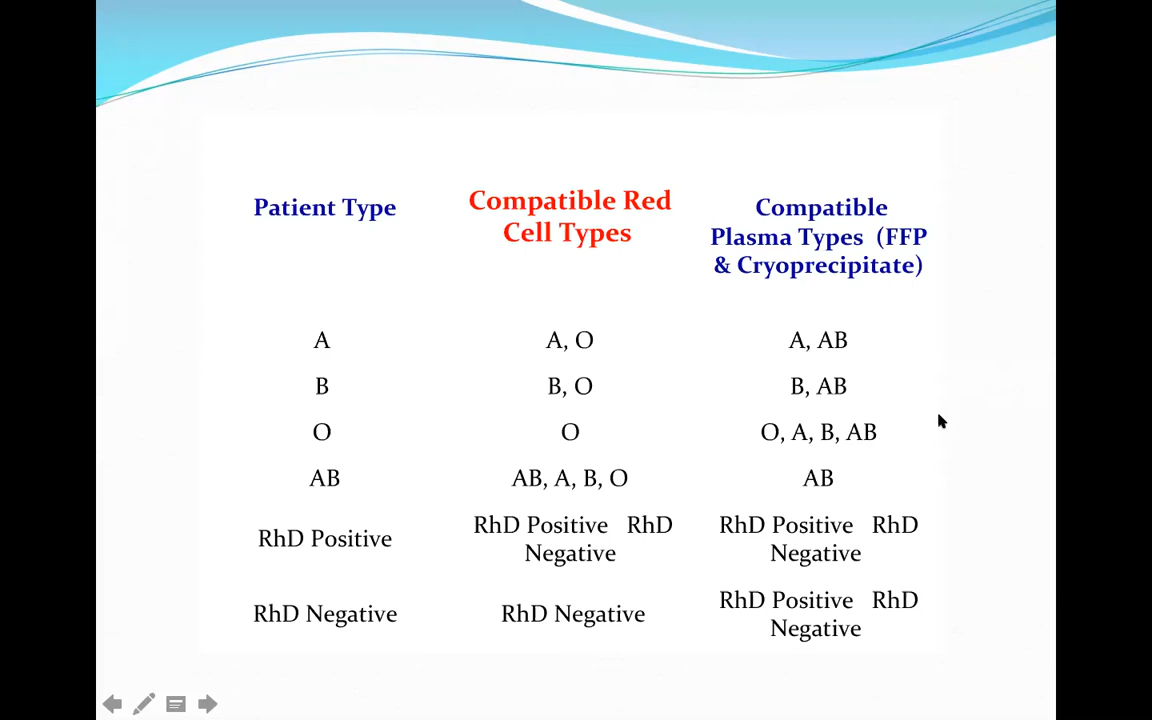 Patient Type
Compatible Red
Cell Types
Compatible
Plasma Types (FFP
& Cryoprecipitate)
A
A, O
A, AB
B
B, O
B, AB
O
O
O, A, B, AB
AB
AB, A, B, O
AB
RhD Positive
RhD Positive RhD
Negative
RhD Positive RhD
Negative
RhD Negative
RhD Negative
RhD Positive RhD
Negative